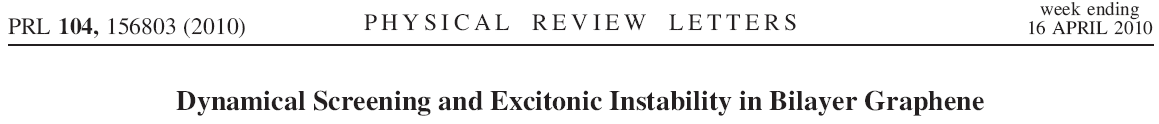 PRL 104, 156803 (2010)
PHYSICAL REVIEW LETTERS
week ending
16 APRIL 2010
Dynamical Screening and Excitonic Instability in Bilayer Graphene